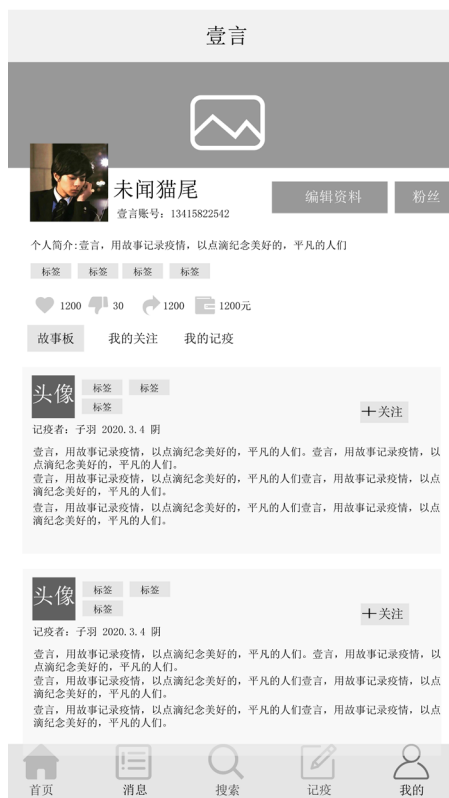 壹言
未闻猫尾
编辑资料
粉丝
壹言账号：13415822542
个人简介:壹言，用故事记录疫情，以点滴纪念美好的，平凡的人们
标签 标签 标签 标签
1200 30 1200 1200元
故事板 我的关注 我的记疫
头像
标签 标签
标签
十关注
记疫者：子羽 2020.3.4 阴
壹言，用故事记录疫情，以点滴纪念美好的，平凡的人们。壹言，用故事记录疫情，以
点滴纪念美好的，平凡的人们。
壹言，用故事记录疫情，以点滴纪念美好的，平凡的人们壹言，用故事记录疫情，以点
滴纪念美好的，平凡的人们。
壹言，用故事记录疫情，以点滴纪念美好的，平凡的人们壹言，用故事记录疫情，以点
滴纪念美好的，平凡的人们。
头像
标签 标签
标签
十关注
记疫者：子羽 2020.3.4 阴
壹言，用故事记录疫情，以点滴纪念美好的，平凡的人们。壹言，用故事记录疫情，以
点滴纪念美好的，平凡的人们。
壹言，用故事记录疫情，以点滴纪念美好的，平凡的人们壹言，用故事记录疫情，以点
滴纪念美好的，平凡的人们。
壹言，用故事记录疫情，以点滴纪念美好的，平凡的人们壹言，用故事记录疫情，以点
滴纪念美好的，平凡的人们。
首页 消息 搜索 记疫 我的